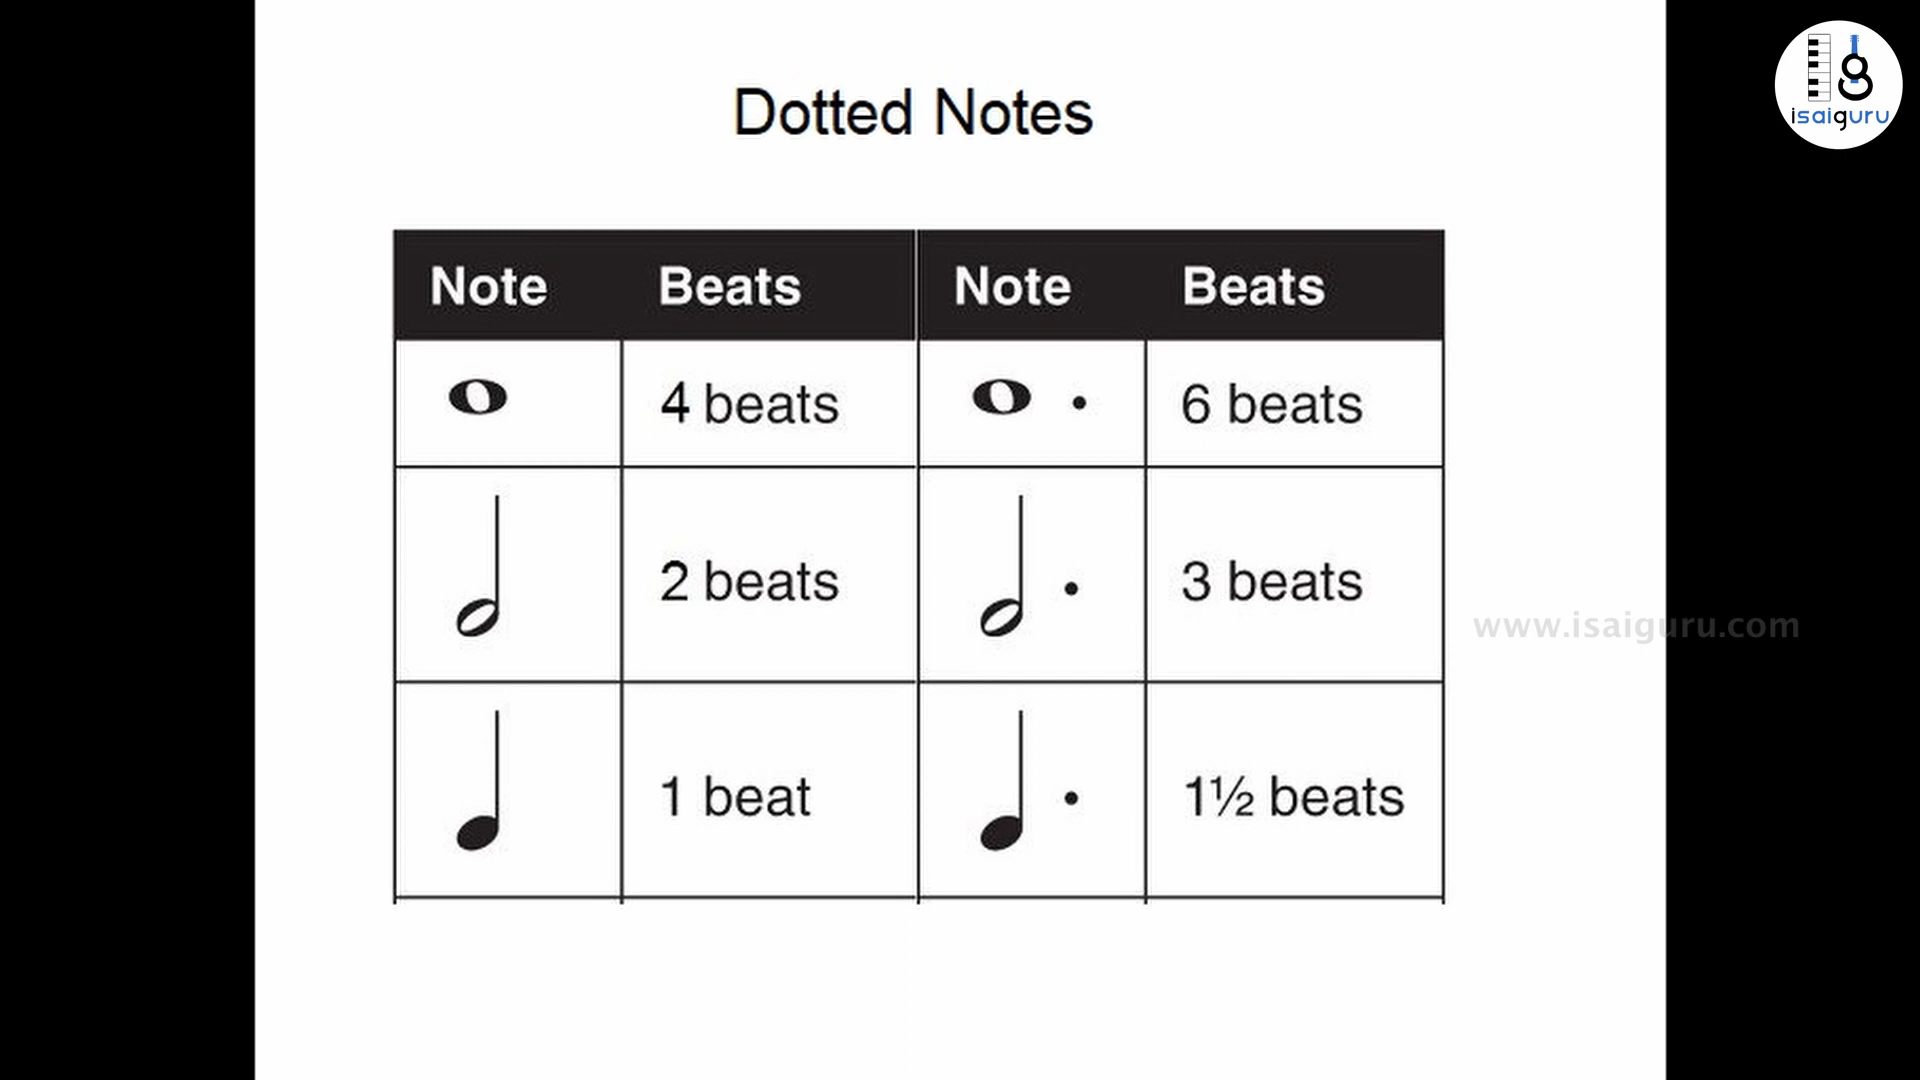 Dotted Notes
isaiguru
Note Beats Note Beats
4 beats 6 beats
2 beats 3 beats
www.isaiguru.com
1 beat 1½ beats